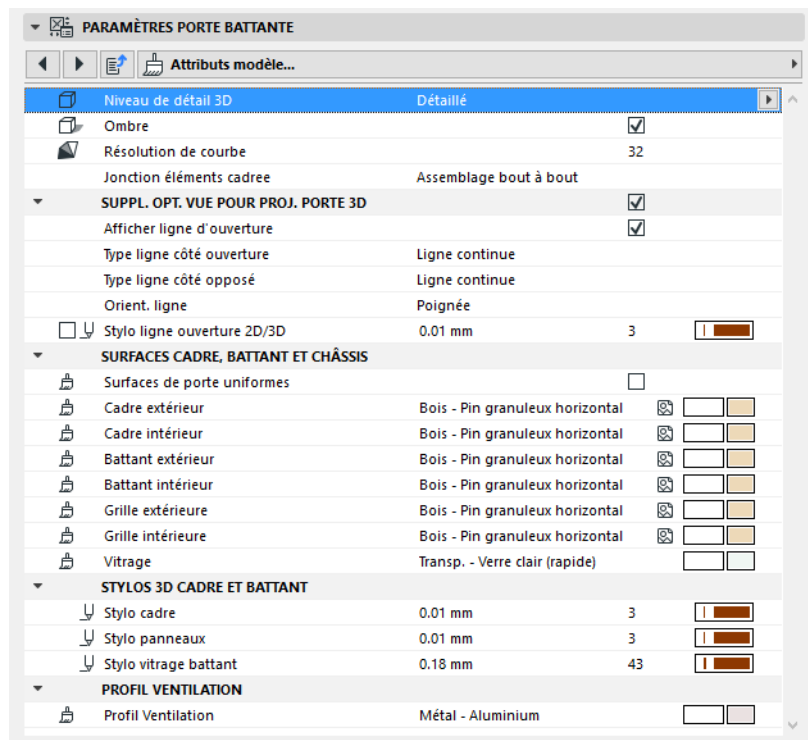 PARAMÈTRES PORTE BATTANTE
Attributs modèle...
Niveau de détail 3D Détaillé
Ombre
Résolution de courbe 32
Jonction éléments cadree Assemblage bout à bout
SUPPL. OPT. VUE POUR PROJ. PORTE 3D
Afficher ligne d'ouverture
Type ligne côté ouverture Ligne continue
Type ligne côté opposé Ligne continue
Orient. ligne Poignée
Stylo ligne ouverture 2D/3D 0.01 mm 3
SURFACES CADRE, BATTANT ET CHÂSSIS
Surfaces de porte uniformes
Cadre extérieur Bois - Pin granuleux horizontal
Cadre intérieur Bois - Pin granuleux horizontal
Battant extérieur Bois - Pin granuleux horizontal
Battant intérieur Bois - Pin granuleux horizontal
Grille extérieure Bois - Pin granuleux horizontal
Grille intérieure Bois - Pin granuleux horizontal
Vitrage Transp. - Verre clair (rapide)
STYLOS 3D CADRE ET BATTANT
Stylo cadre 0.01 mm 3
Stylo panneaux 0.01 mm 3
Stylo vitrage battant 0.18 mm 43
PROFIL VENTILATION
Profil Ventilation Métal - Aluminium